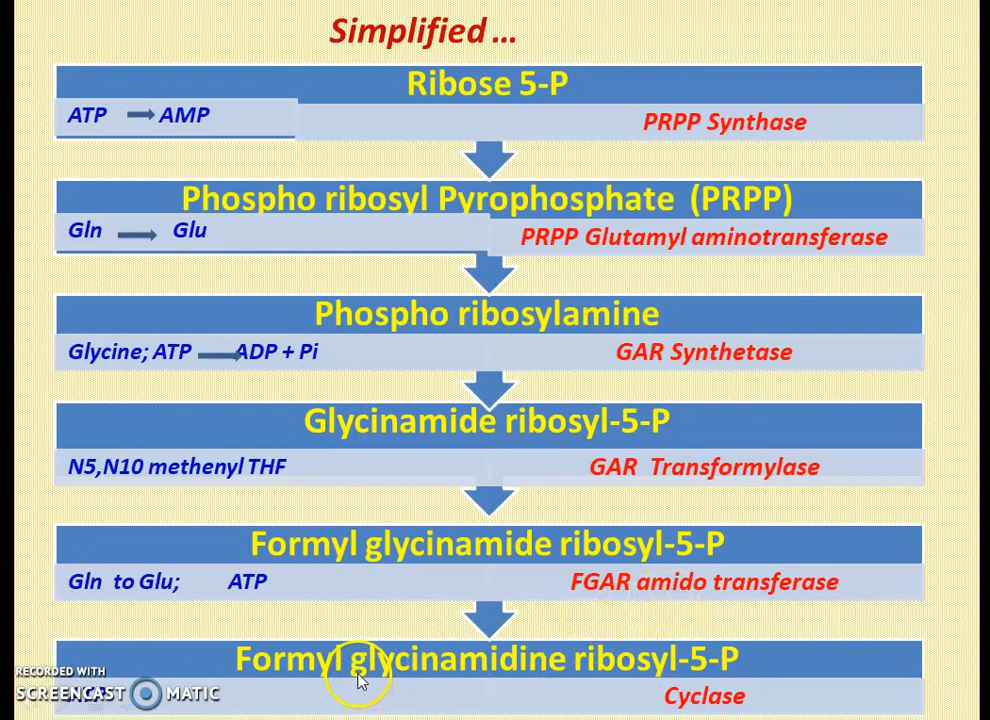 Simplified ...
Ribose 5-P
ATP AMP
PRPP Synthase
Phospho ribosyl Pyrophosphate (PRPP)
Gln Glu
PRPP Glutamyl aminotransferase
Phospho ribosylamine
Glycine; ATP ADP + Pi
GAR Synthetase
Glycinamide ribosyl-5-P
N5,N10 methenyl THF
GAR Transformylase
Formyl glycinamide ribosyl-5-P
Gln to Glu; ATP
FGAR amido transferase
Formyl glycinamidine ribosyl-5-P
Cyclase
RECORDED WITH
SCREENCAST MATIC